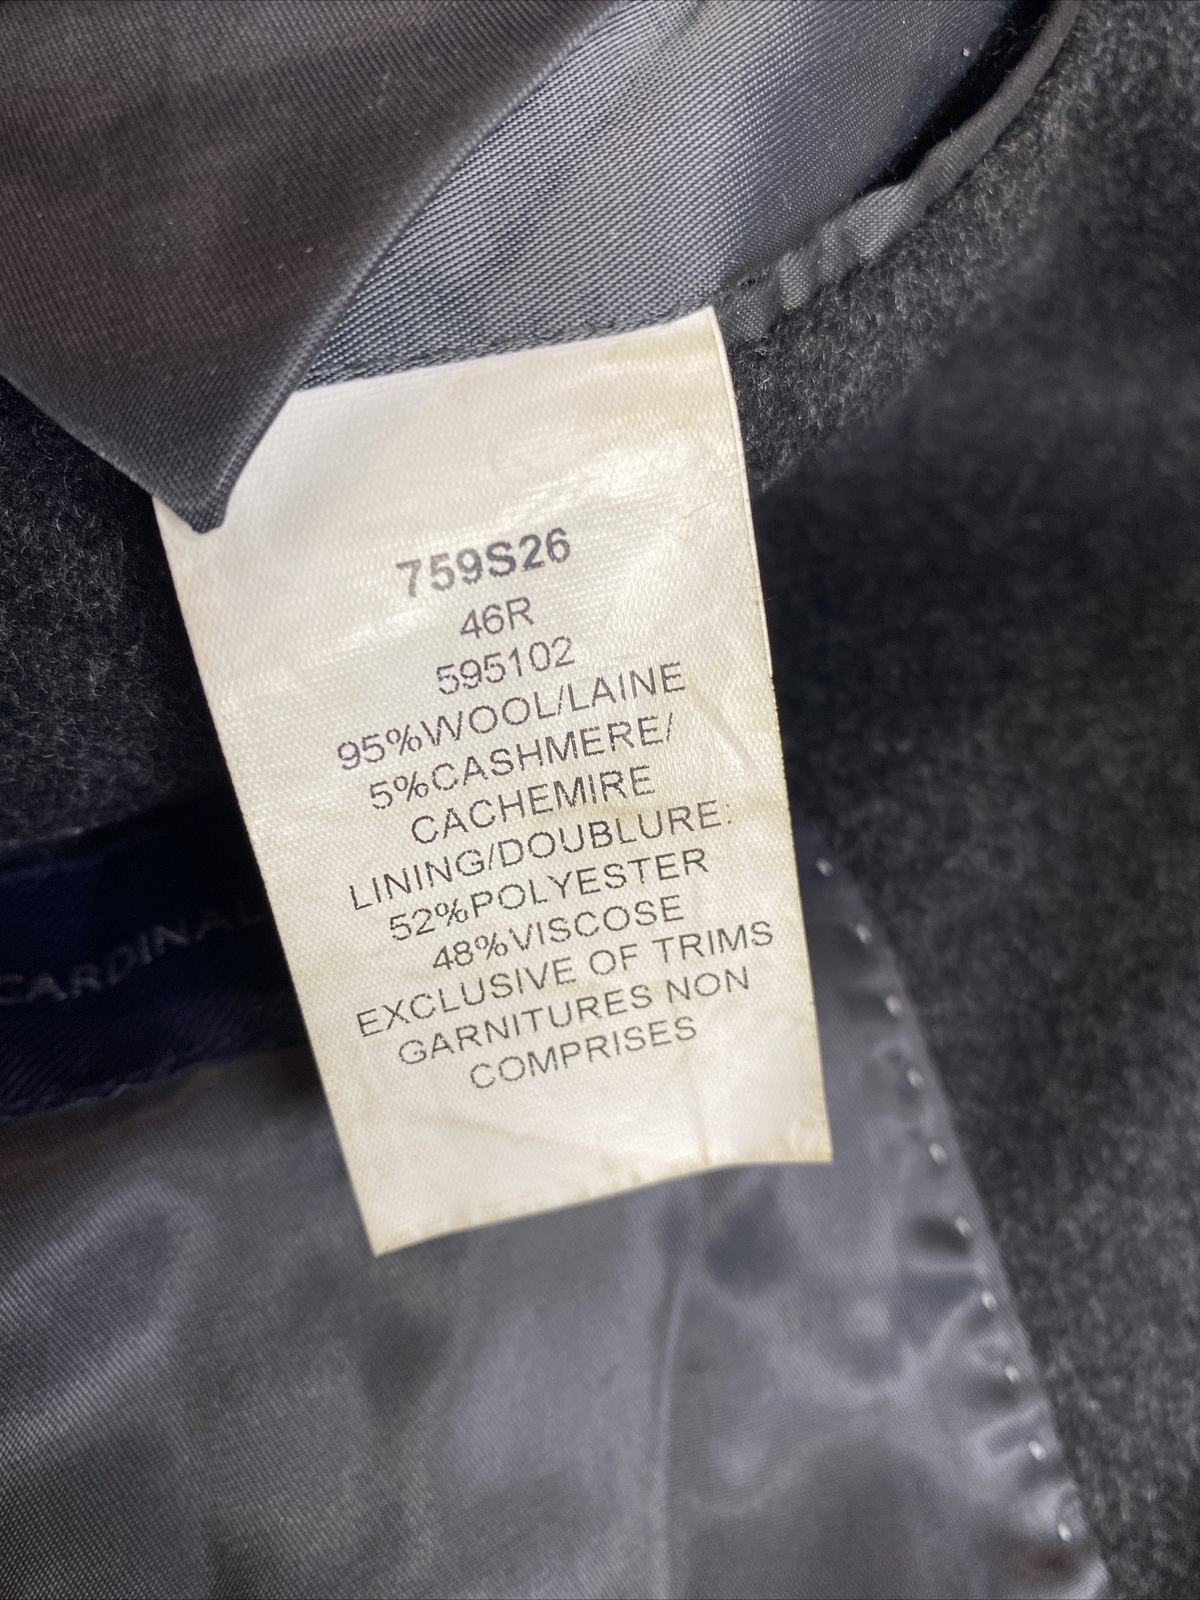 759S26
46R
595102
95%WOOL/LAINE
5%CASHMERE/
CACHEMIRE
LINING/DOUBLURE:
52%POLYESTER
48%VISCOSE
EXCLUSIVE OF TRIMS
GARNITURES NON
COMPRISES
CARDINAL